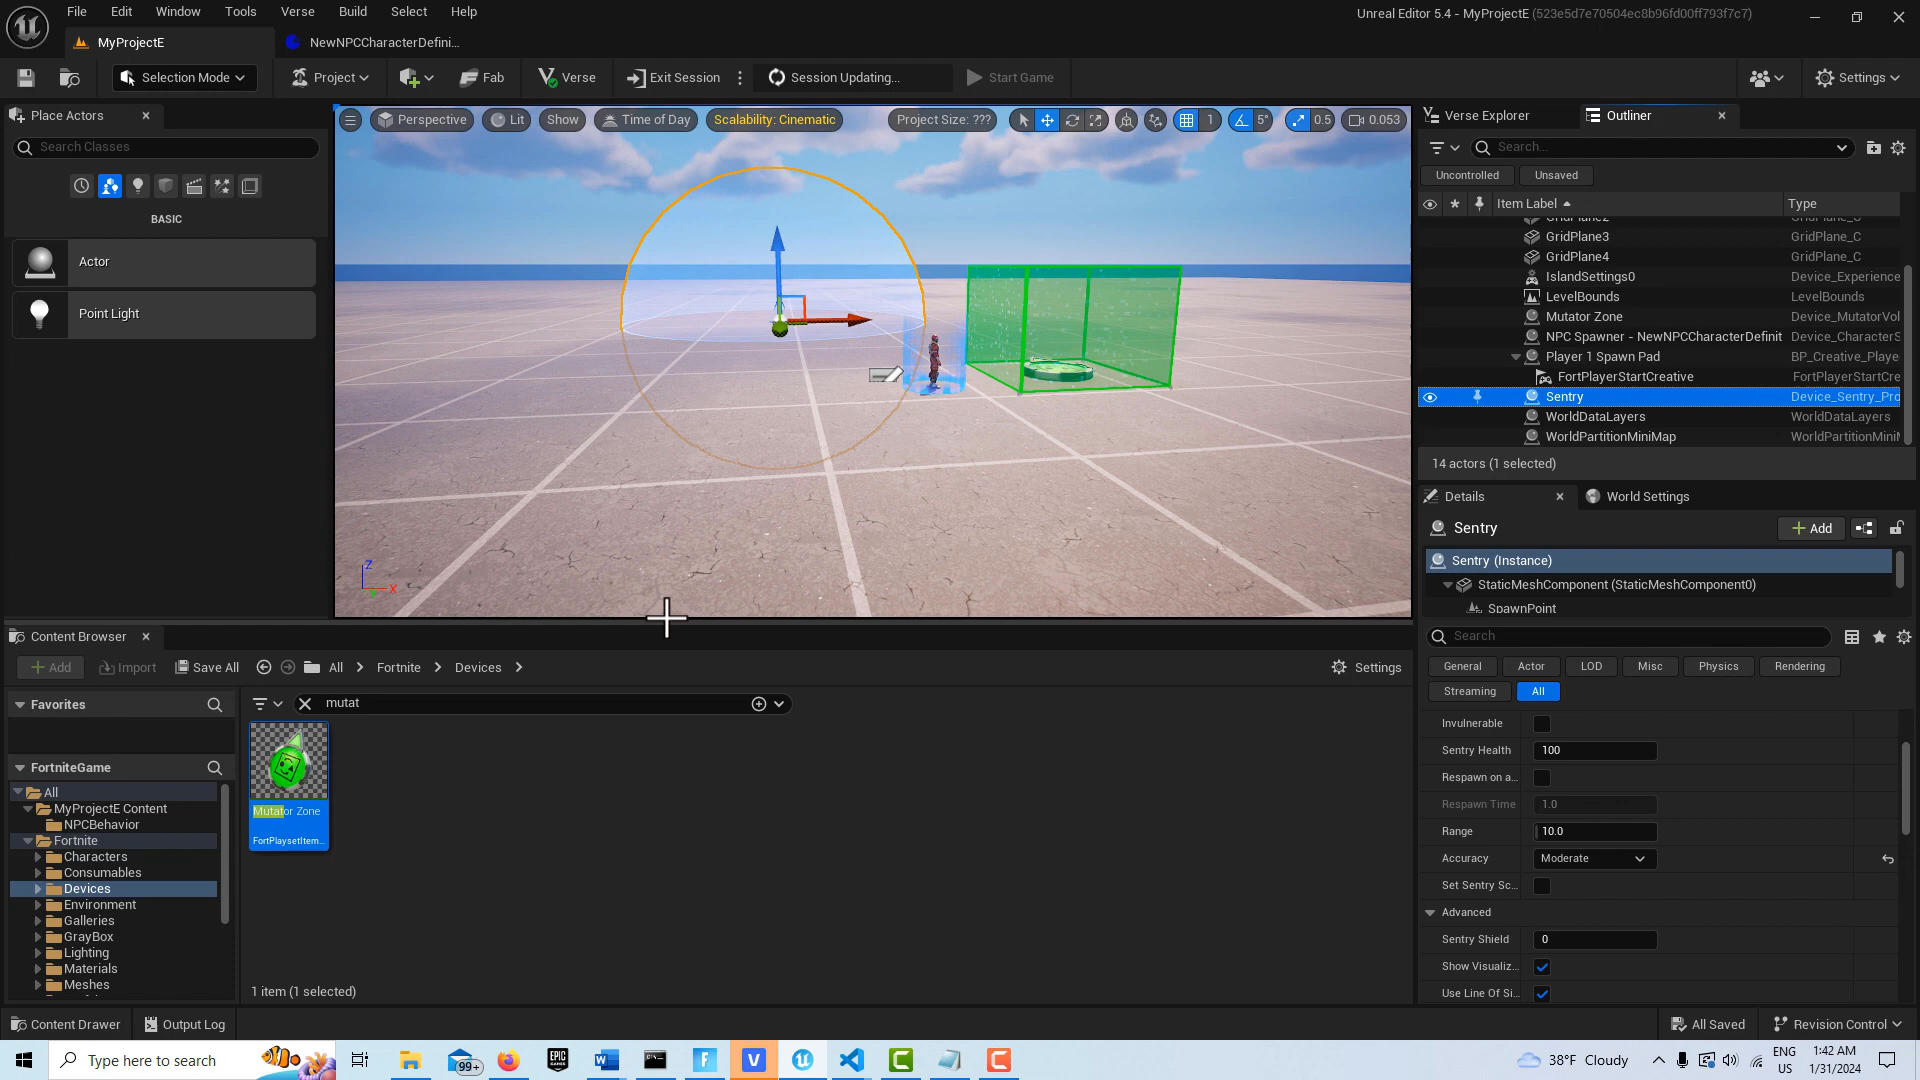 File Edit Window Tools Verse Build Select Help
Unreal Editor 5.4 - MyProjectE (523e5d7e70504ec8b96fd00ff793f7c7)
MyProjectE
NewNPCCharacterDefini...
Selection Mode
Project
Fab
Verse
Exit Session
Session Updating...
Start Game
Settings
Place Actors
Search Classes
BASIC
Actor
Point Light
Perspective
Lit
Show
Time of Day
Scalability: Cinematic
Project Size: ???
1
5°
0.5
0.053
Z
X
Verse Explorer
Outliner
Search...
Uncontrolled
Unsaved
Item Label
Type
GridPlane2 GridPlane_C
GridPlane3 GridPlane_C
GridPlane4 GridPlane_C
IslandSettings0 Device_Experience
LevelBounds LevelBounds
Mutator Zone Device_MutatorVol
NPC Spawner - NewNPCCharacterDefinit Device_CharacterS
Player 1 Spawn Pad BP_Creative_Playe
FortPlayerStartCreative FortPlayerStartCre
Sentry Device_Sentry_Pro
WorldDataLayers WorldDataLayers
WorldPartitionMiniMap WorldPartitionMiniM
14 actors (1 selected)
Details
World Settings
Sentry
Add
Sentry (Instance)
StaticMeshComponent (StaticMeshComponent0)
SpawnPoint
Search
General
Actor
LOD
Misc
Physics
Rendering
Streaming
All
Invulnerable
Sentry Health 100
Respawn on a...
Respawn Time 1.0
Range 10.0
Accuracy Moderate
Set Sentry Sc...
Advanced
Sentry Shield 0
Show Visualiz...
Use Line Of Si...
Content Browser
Add
Import
Save All
All
Fortnite
Devices
Settings
Favorites
mutat
FortniteGame
All
MyProjectE Content
NPCBehavior
Fortnite
Characters
Consumables
Devices
Environment
Galleries
GrayBox
Lighting
Materials
Meshes
Mutator Zone
FortPlaysetItem...
1 item (1 selected)
Content Drawer
Output Log
All Saved
Revision Control
Type here to search
EPIC GAMES
99+
38°F Cloudy
ENG
US
1:42 AM
1/31/2024